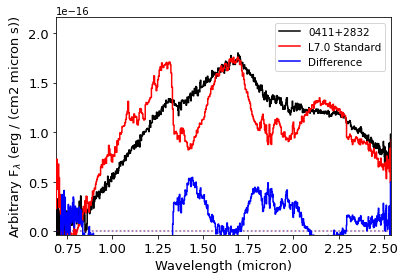 1e−16
2.0
1.5
1.0
0.5
0.0
Arbitrary Fλ (erg / (cm2 micron s))
0411+2832
L7.0 Standard
Difference
0.75 1.00 1.25 1.50 1.75 2.00 2.25 2.50
Wavelength (micron)